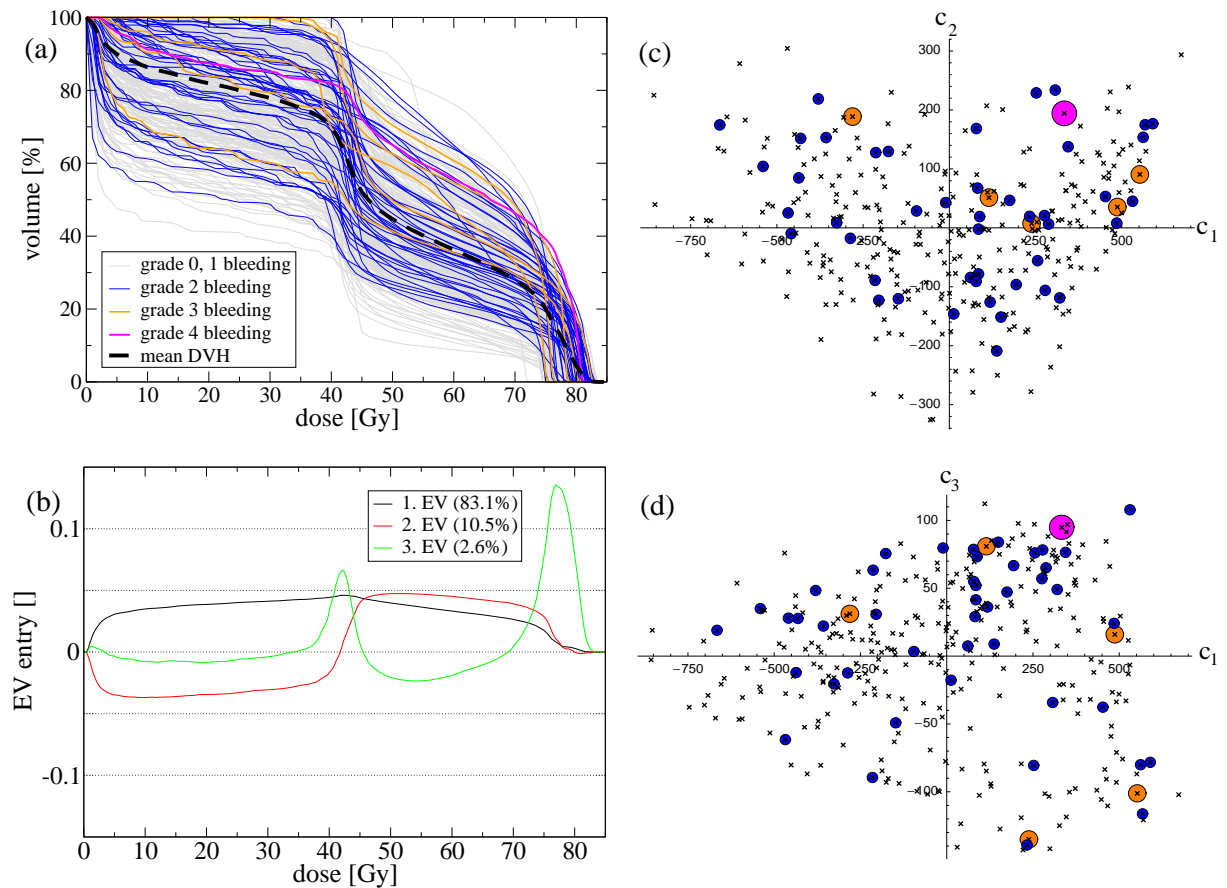 (a)
100
80
60
40
20
0
volume [%]
grade 0, 1 bleeding
grade 2 bleeding
grade 3 bleeding
grade 4 bleeding
mean DVH
0 10 20 30 40 50 60 70 80
dose [Gy]
(b)
0.1
0
-0.1
EV entry []
1. EV (83.1%)
2. EV (10.5%)
3. EV (2.6%)
0 10 20 30 40 50 60 70 80
dose [Gy]
(c)
c2
300
200
100
-750 -500 -250 250 500
c1
-100
-200
-300
(d)
c3
100
50
-750 -500 -250 250 500
c1
-50
-100